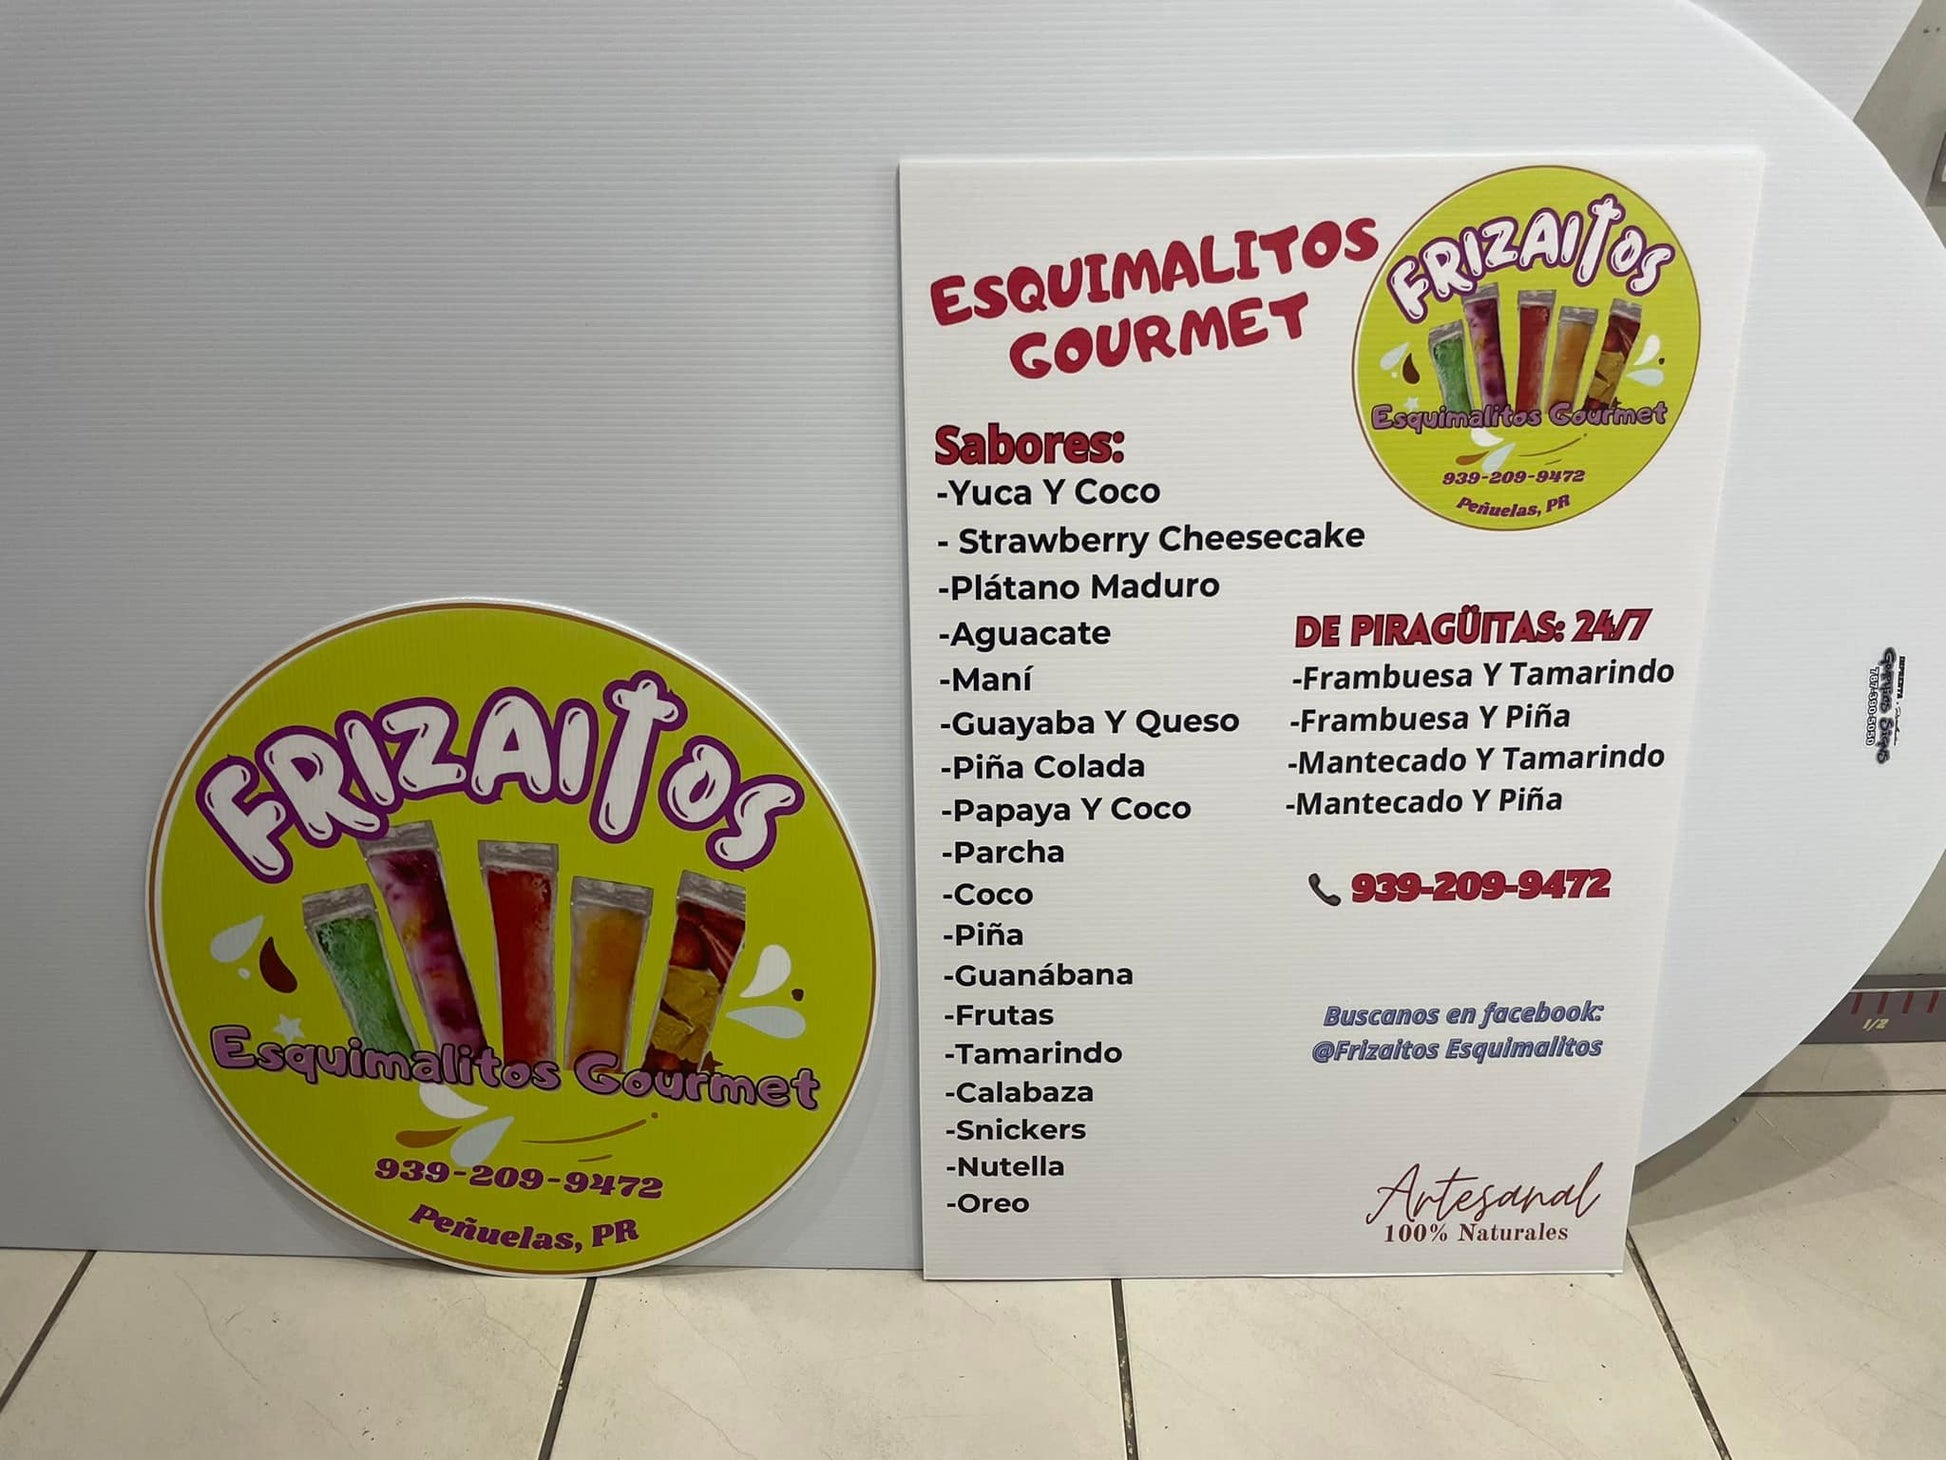 FRIZAITOS
Esquimalitos Gourmet
939-209-9472
Peñuelas, PR
ESQUIMALITOS
GOURMET
FRIZAITOS
Esquimalitos Gourmet
939-209-9472
Peñuelas, PR
Sabores:
-Yuca Y Coco
- Strawberry Cheesecake
-Plátano Maduro
-Aguacate
-Maní
-Guayaba Y Queso
-Piña Colada
-Papaya Y Coco
-Parcha
-Coco
-Piña
-Guanábana
-Frutas
-Tamarindo
-Calabaza
-Snickers
-Nutella
-Oreo
DE PIRAGÜITAS: 24/7
-Frambuesa Y Tamarindo
-Frambuesa Y Piña
-Mantecado Y Tamarindo
-Mantecado Y Piña
939-209-9472
Buscanos en facebook:
@Frizaitos Esquimalitos
Artesanal
100% Naturales
787-390-5050
1/2